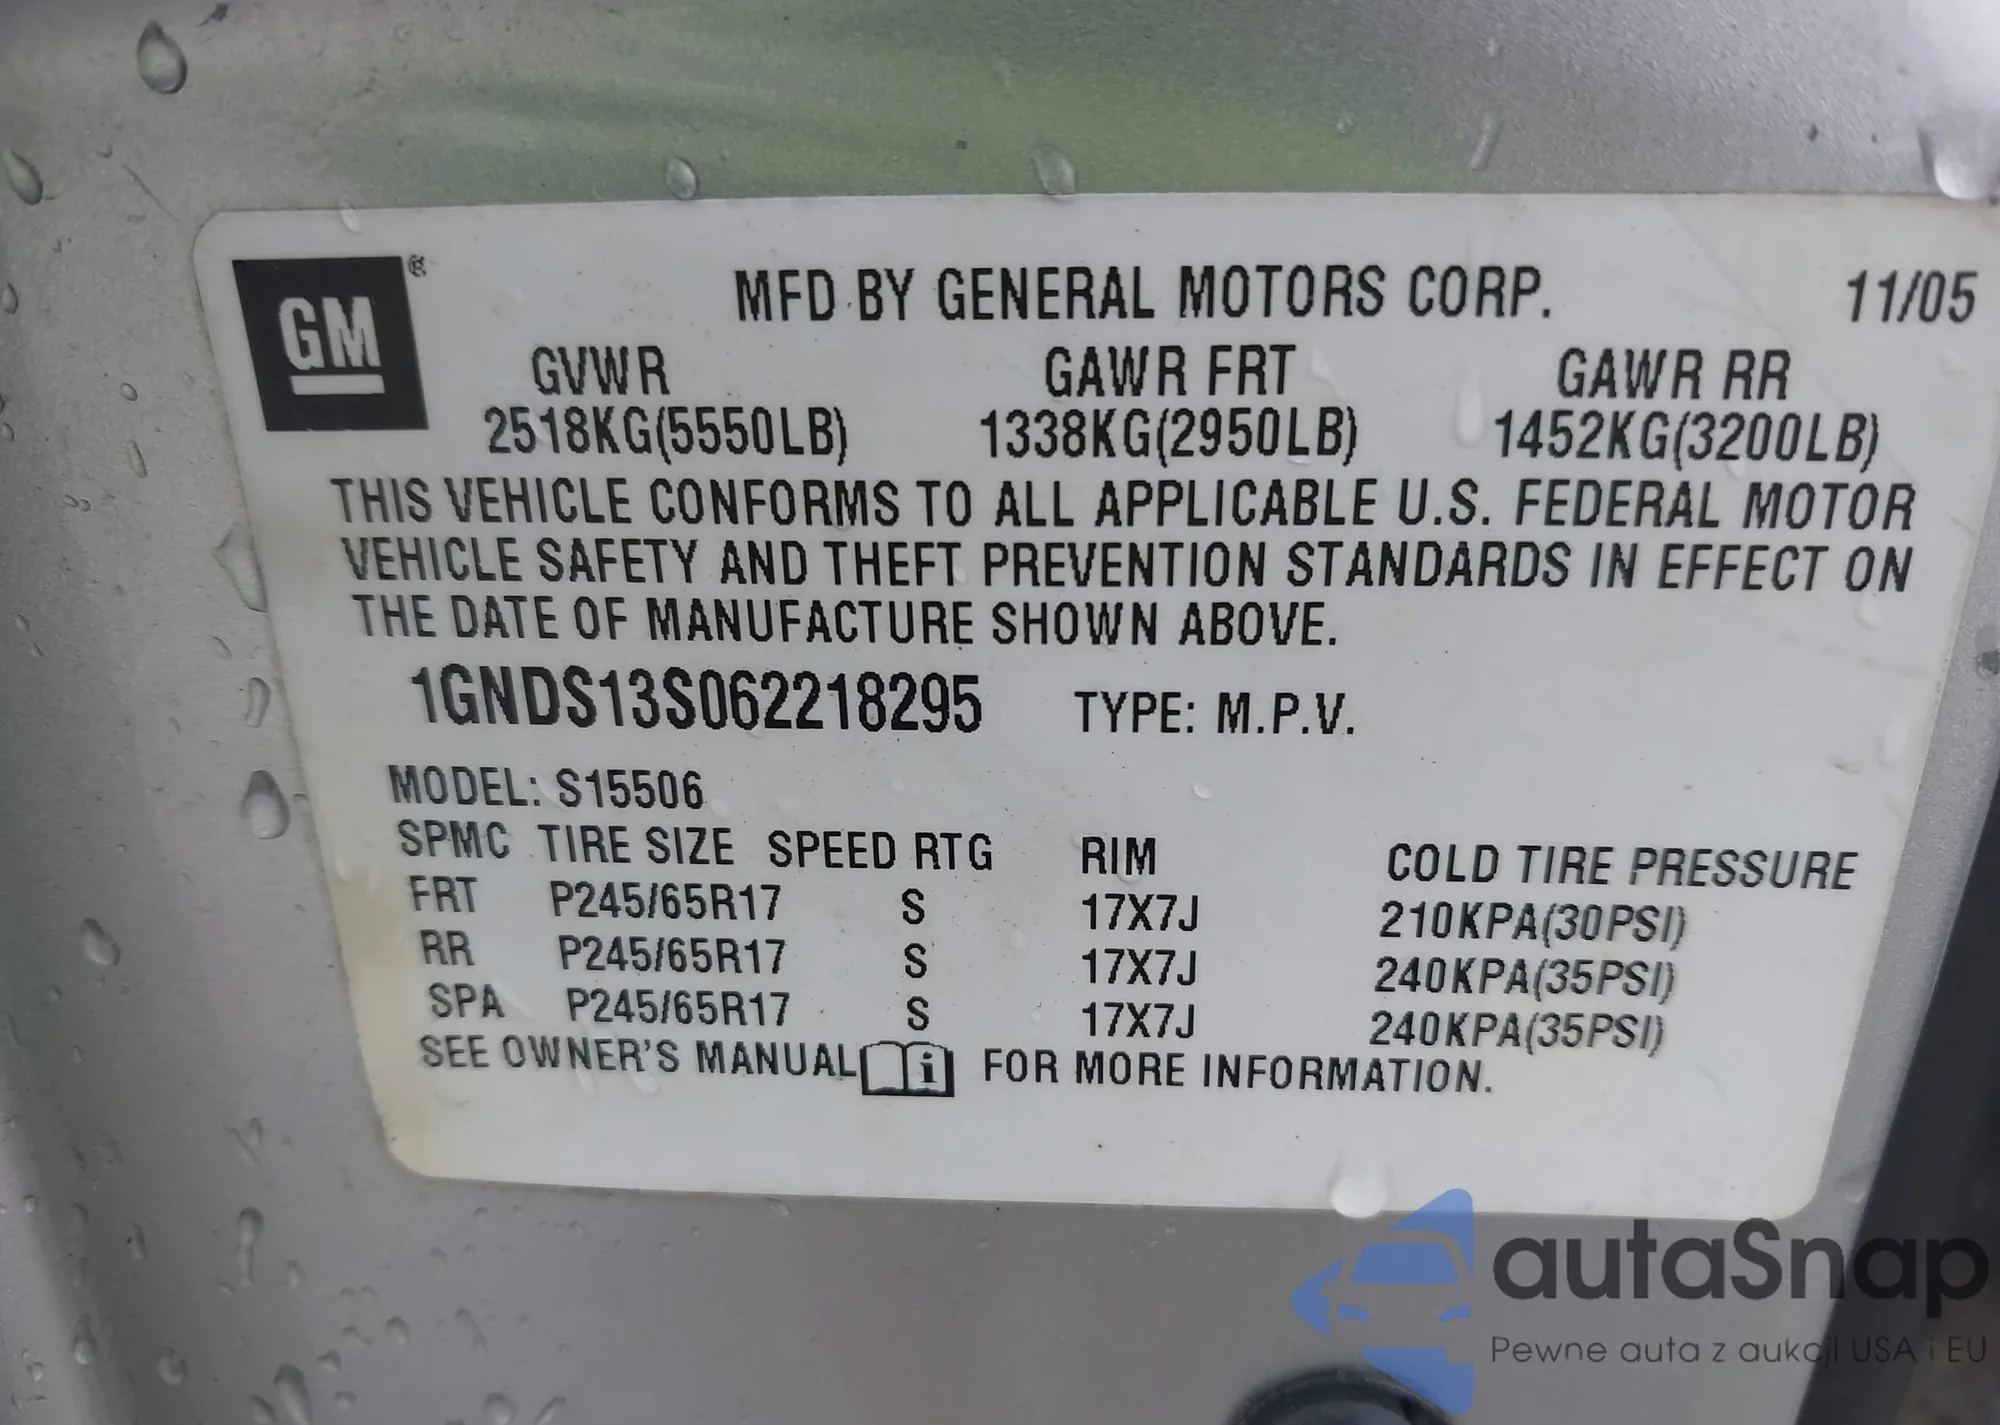 GM®
MFD BY GENERAL MOTORS CORP. 11/05
GVWR GAWR FRT GAWR RR
2518KG(5550LB) 1338KG(2950LB) 1452KG(3200LB)
THIS VEHICLE CONFORMS TO ALL APPLICABLE U.S. FEDERAL MOTOR
VEHICLE SAFETY AND THEFT PREVENTION STANDARDS IN EFFECT ON
THE DATE OF MANUFACTURE SHOWN ABOVE.
1GNDS13S062218295 TYPE: M.P.V.
MODEL: S15506
SPMC TIRE SIZE SPEED RTG RIM COLD TIRE PRESSURE
FRT P245/65R17 S 17X7J 210KPA(30PSI)
RR P245/65R17 S 17X7J 240KPA(35PSI)
SPA P245/65R17 S 17X7J 240KPA(35PSI)
SEE OWNER'S MANUAL i FOR MORE INFORMATION.
autaSnap
Pewne auta z aukcji USA i EU